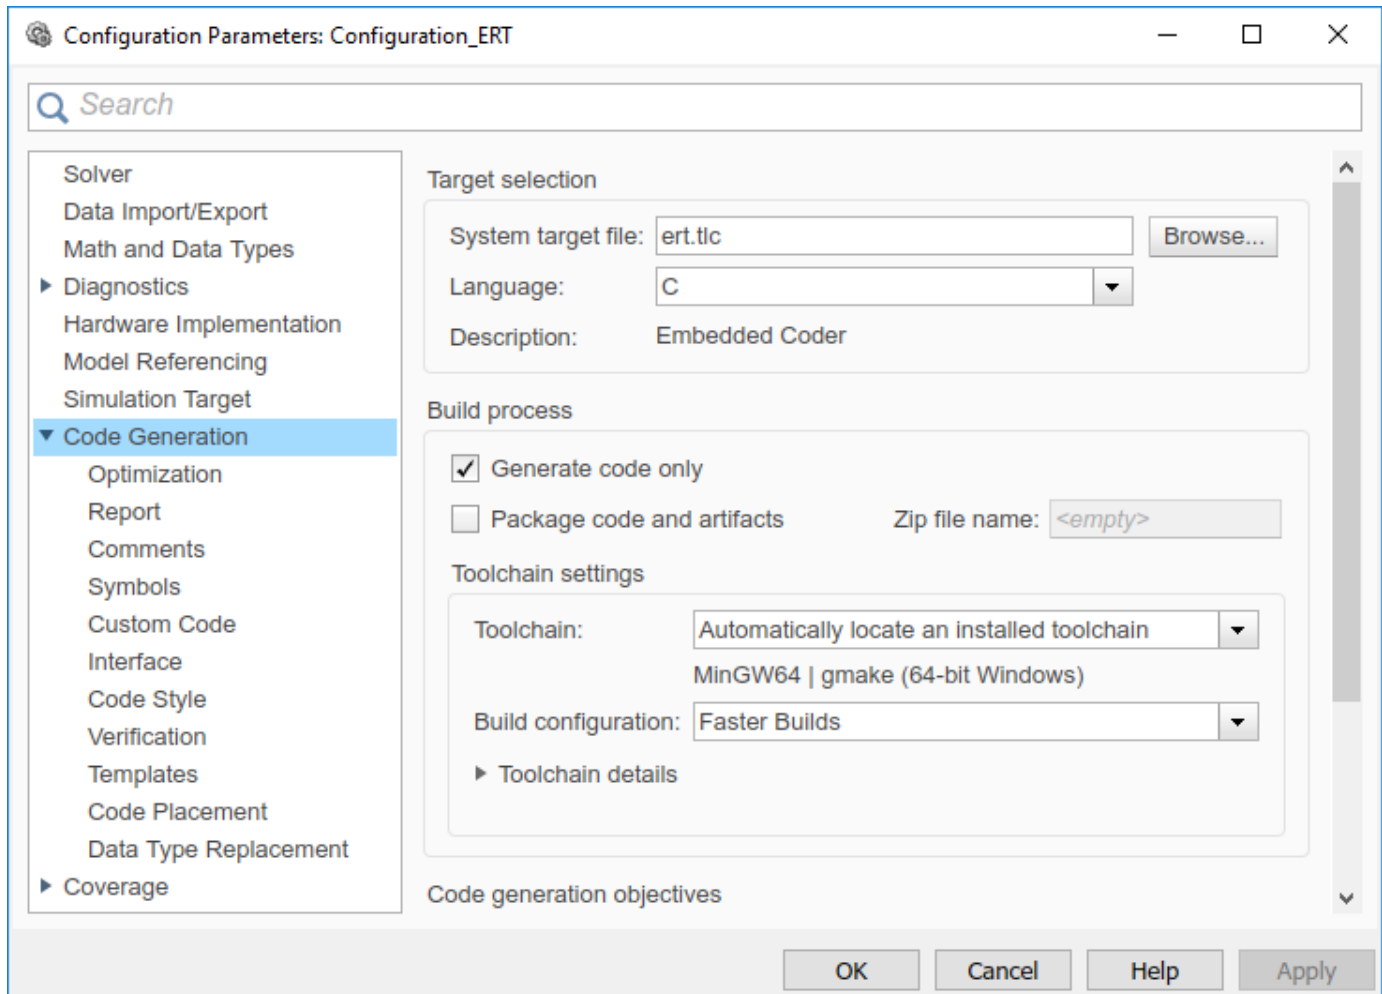 Configuration Parameters: Configuration_ERT
Search
Solver
Data Import/Export
Math and Data Types
Diagnostics
Hardware Implementation
Model Referencing
Simulation Target
Code Generation
Optimization
Report
Comments
Symbols
Custom Code
Interface
Code Style
Verification
Templates
Code Placement
Data Type Replacement
Coverage
Target selection
System target file: ert.tlc Browse...
Language: C
Description: Embedded Coder
Build process
Generate code only
Package code and artifacts Zip file name: <empty>
Toolchain settings
Toolchain: Automatically locate an installed toolchain
MinGW64 | gmake (64-bit Windows)
Build configuration: Faster Builds
Toolchain details
Code generation objectives
OK Cancel Help Apply